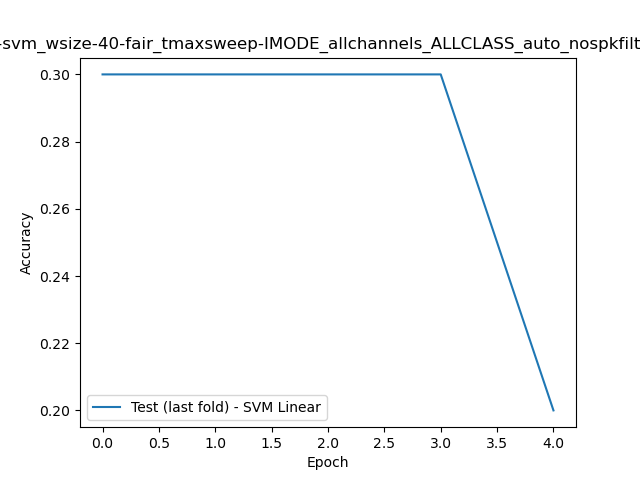 -svm_wsize-40-fair_tmaxsweep-IMODE_allchannels_ALLCLASS_auto_nospkfilt
0.30
0.28
0.26
0.24
0.22
0.20
Accuracy
Test (last fold) - SVM Linear
0.0 0.5 1.0 1.5 2.0 2.5 3.0 3.5 4.0
Epoch